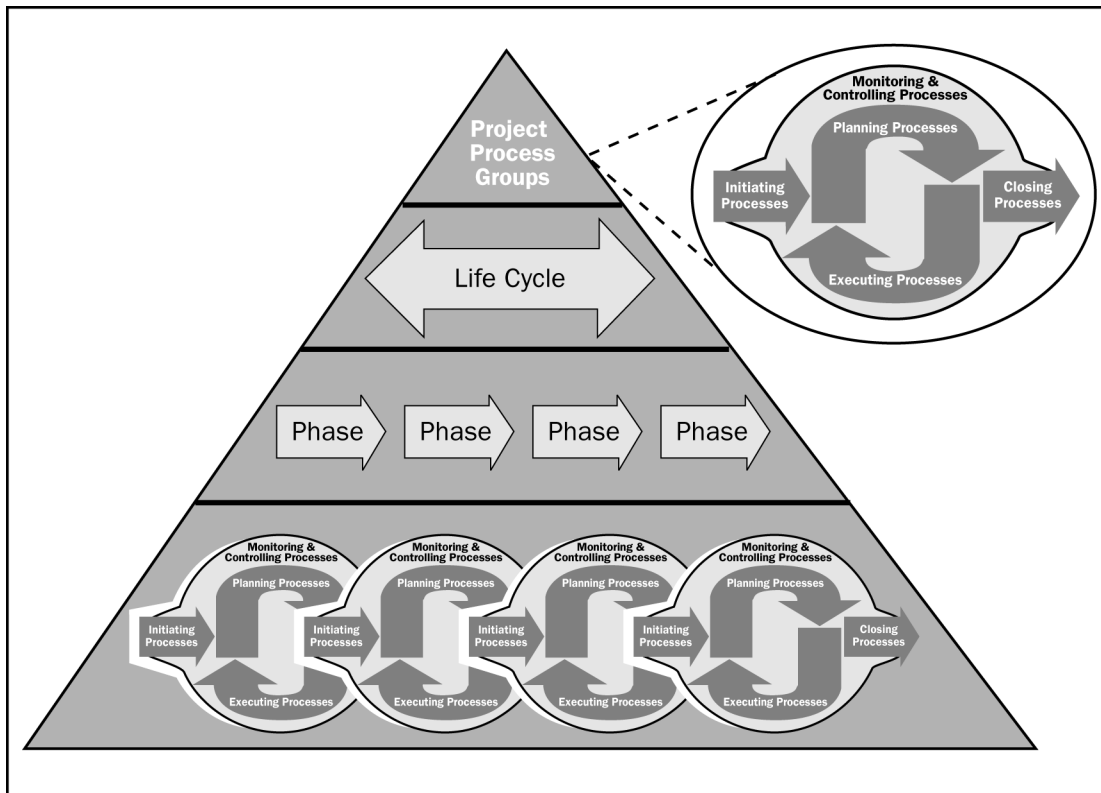 Project
Process
Groups
Monitoring &
Controlling Processes
Planning Processes
Initiating
Processes
Closing
Processes
Executing Processes
Life Cycle
Phase
Phase
Phase
Phase
Monitoring &
Controlling Processes
Planning Processes
Initiating
Processes
Executing Processes
Monitoring &
Controlling Processes
Planning Processes
Initiating
Processes
Executing Processes
Monitoring &
Controlling Processes
Planning Processes
Initiating
Processes
Executing Processes
Monitoring &
Controlling Processes
Planning Processes
Initiating
Processes
Closing
Processes
Executing Processes